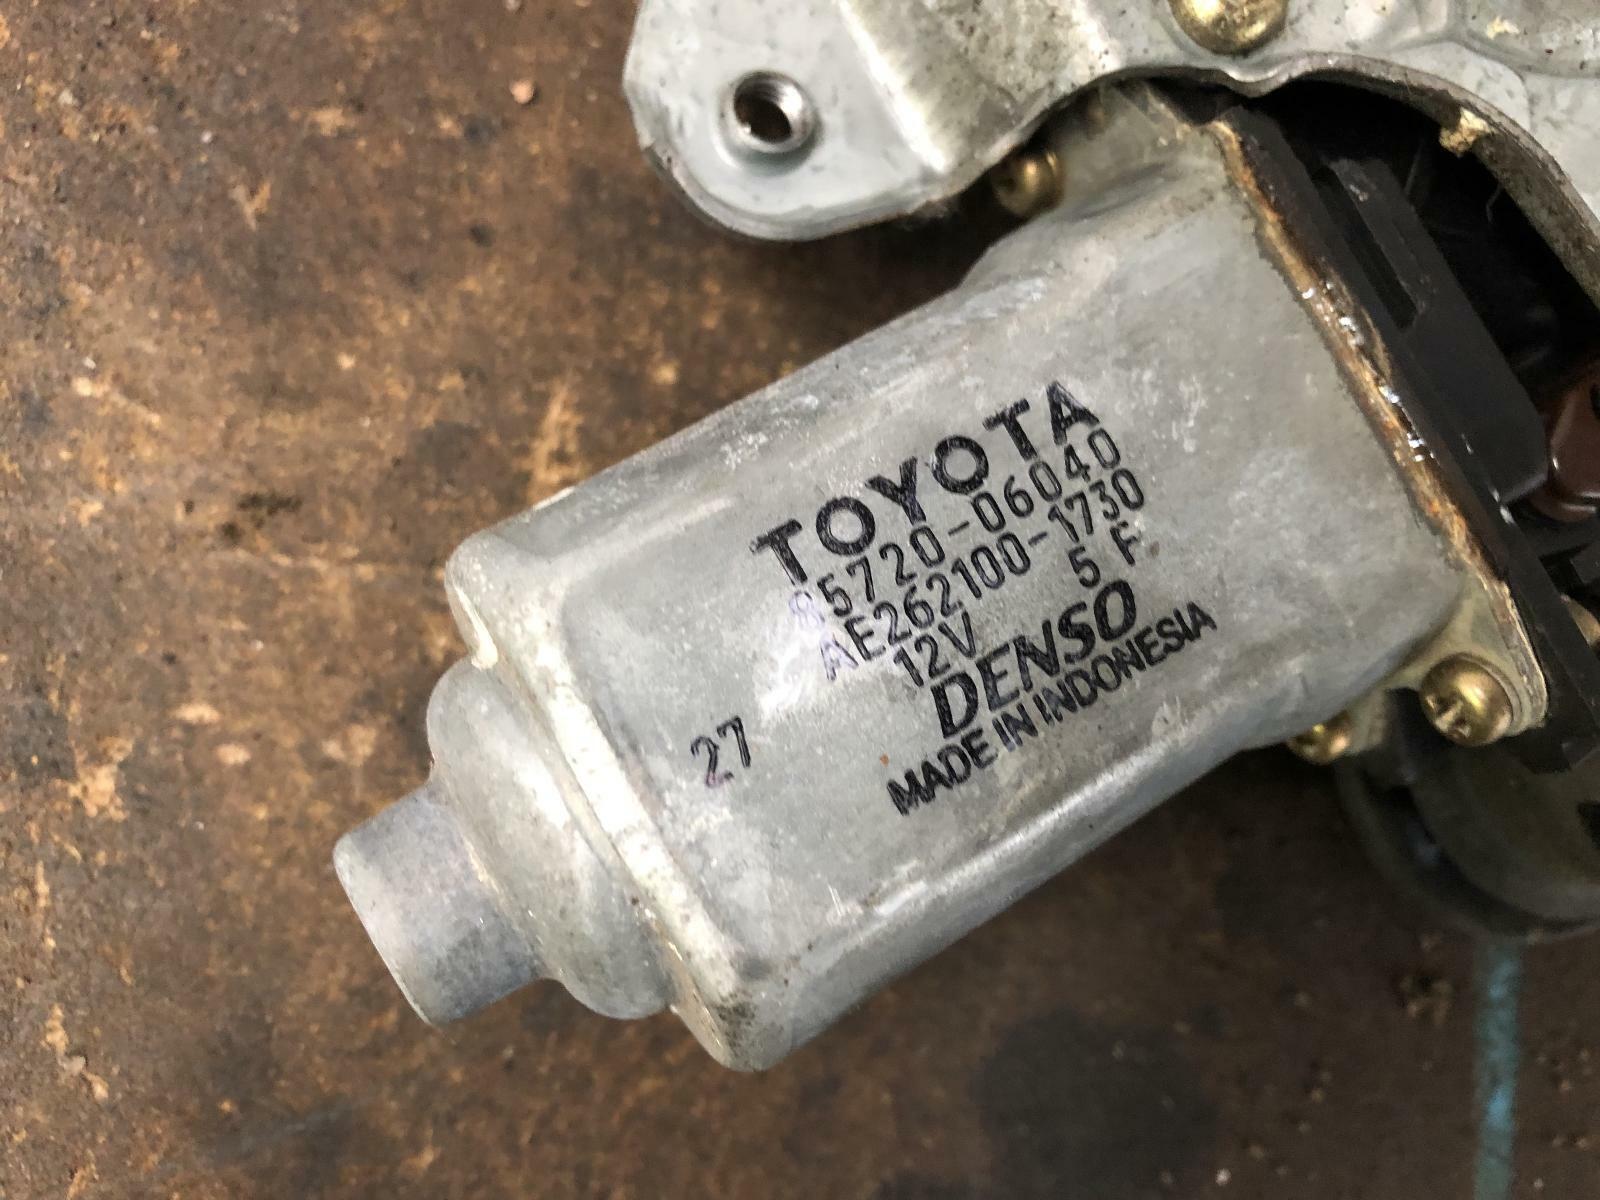 TOYOTA
85720-06040
AE262100-1730
12V 5 F
DENSO
MADE IN INDONESIA
27